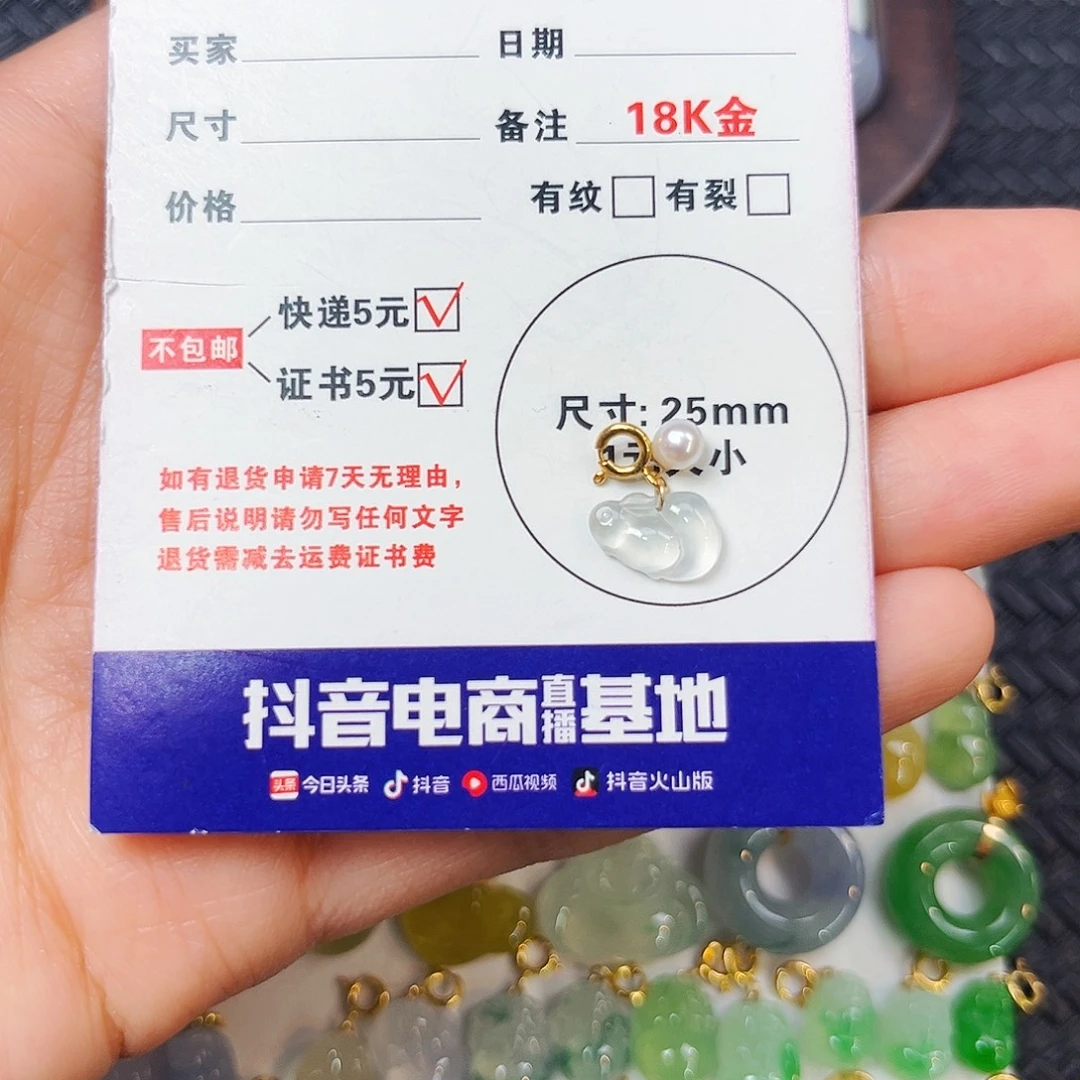 买家 日期
尺寸 备注 18K金
价格 有纹 有裂
不包邮
快递5元
证书5元
尺寸: 25mm
小
如有退货申请7天无理由，
售后说明请勿写任何文字
退货需减去运费证书费
抖音电商直播基地
头条 今日头条 抖音 西瓜视频 抖音火山版